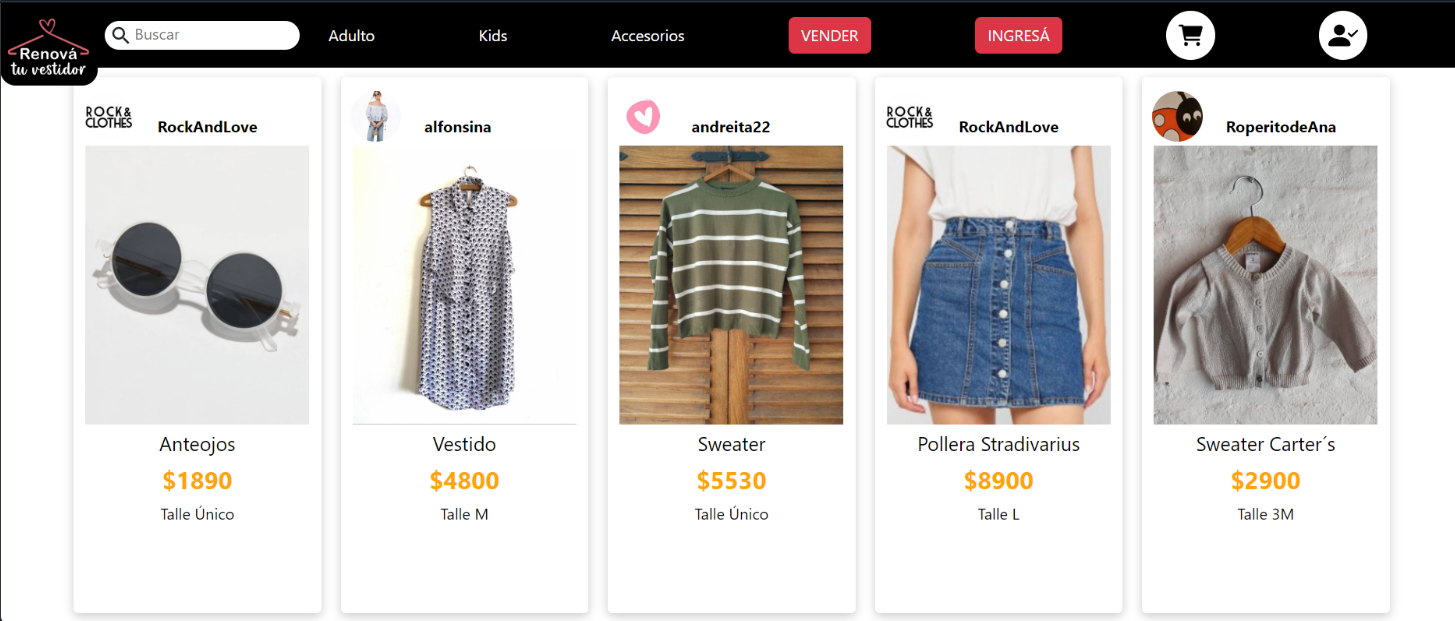 Renová
tu vestidor
Buscar
Adulto
Kids
Accesorios
VENDER
INGRESÁ
ROCK&
CLOTHES
RockAndLove
Anteojos
$1890
Talle Único
alfonsina
Vestido
$4800
Talle M
andreita22
Sweater
$5530
Talle Único
ROCK&
CLOTHES
RockAndLove
Pollera Stradivarius
$8900
Talle L
RoperitodeAna
Sweater Carter´s
$2900
Talle 3M